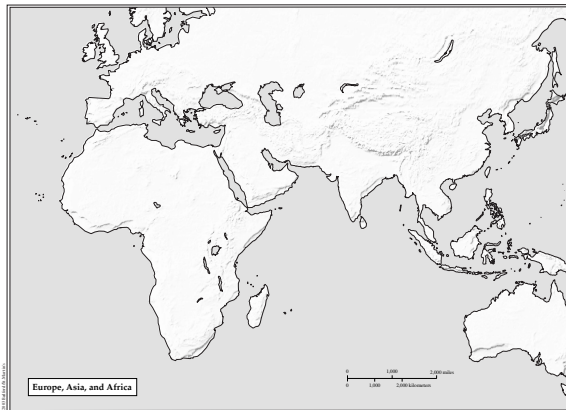 Europe, Asia, and Africa
0 1,000 2,000 miles
0 1,000 2,000 kilometers